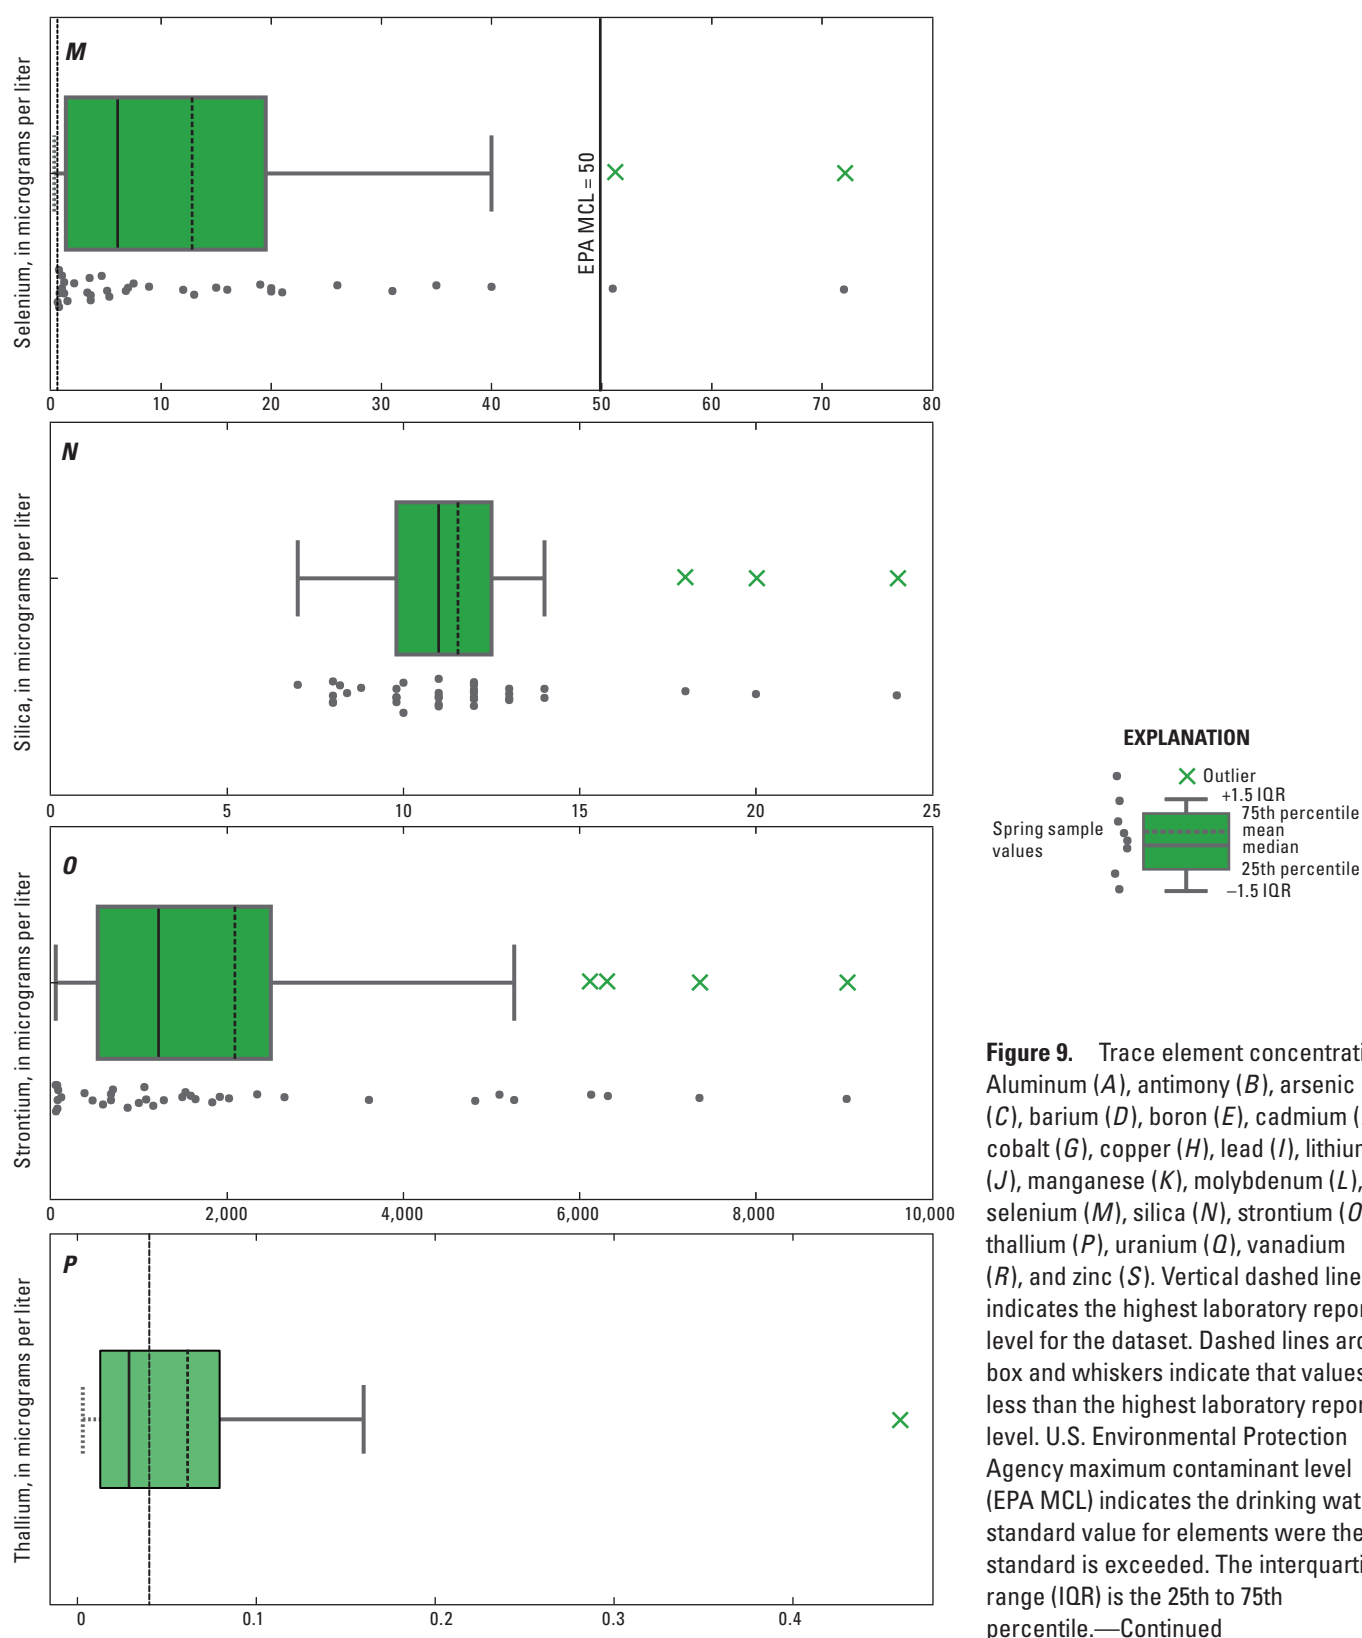 M
Selenium, in micrograms per liter
EPA MCL = 50
0 10 20 30 40 50 60 70 80
N
Silica, in micrograms per liter
0 5 10 15 20 25
O
Strontium, in micrograms per liter
0 2,000 4,000 6,000 8,000 10,000
P
Thallium, in micrograms per liter
0 0.1 0.2 0.3 0.4
EXPLANATION
Outlier
+1.5 IQR
75th percentile
Spring sample
values
mean
median
25th percentile
–1.5 IQR
Figure 9. Trace element
Aluminum (A), antimony (B), arsenic
(C), barium (D), boron (E), cadmium (
cobalt (G), copper (H), lead (I),
(J), manganese (K), molybdenum (L),
selenium (M), silica (N), strontium (O
thallium (P), uranium (Q), vanadium
(R), and zinc (S). Vertical dashed line
indicates the highest laboratory
level for the dataset. Dashed lines
box and whiskers indicate that values
less than the highest laboratory
level. U.S. Environmental Protection
Agency maximum contaminant level
(EPA MCL) indicates the drinking
standard value for elements were the
standard is exceeded. The
range (IQR) is the 25th to 75th
percentile.—Continued